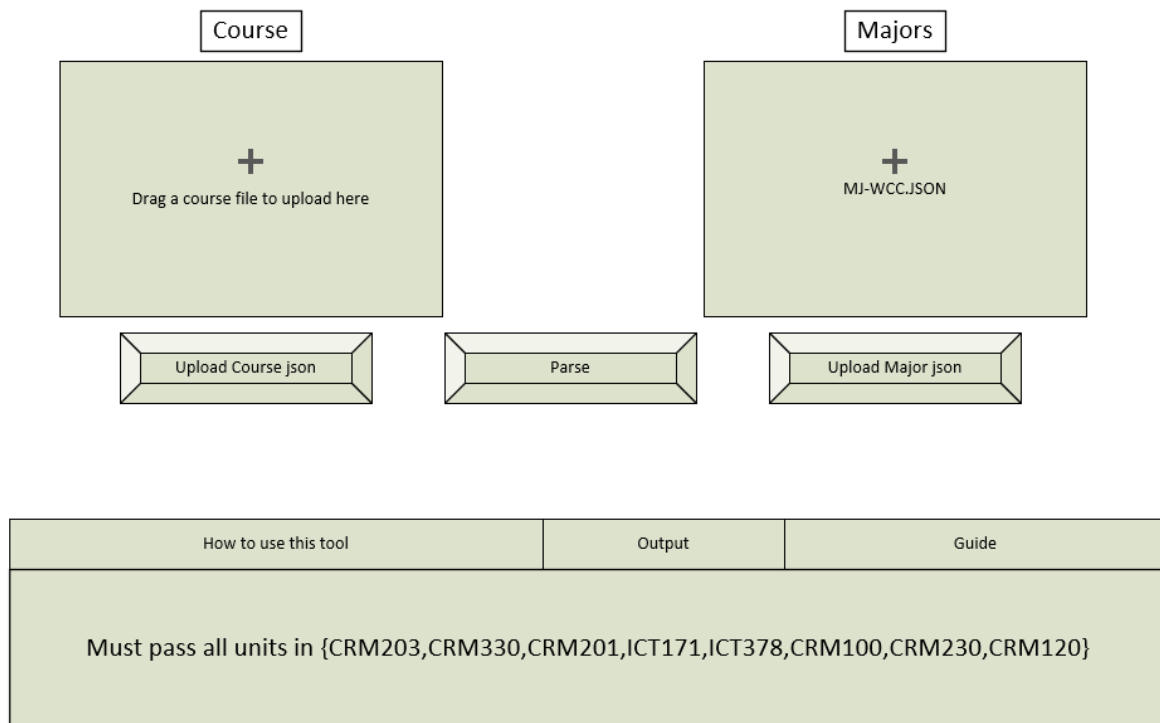 Course
Majors
Drag a course file to upload here
MJ-WCC.JSON
Upload Course json
Parse
Upload Major json
How to use this tool
Output
Guide
Must pass all units in {CRM203,CRM330,CRM201,ICT171,ICT378,CRM100,CRM230,CRM120}